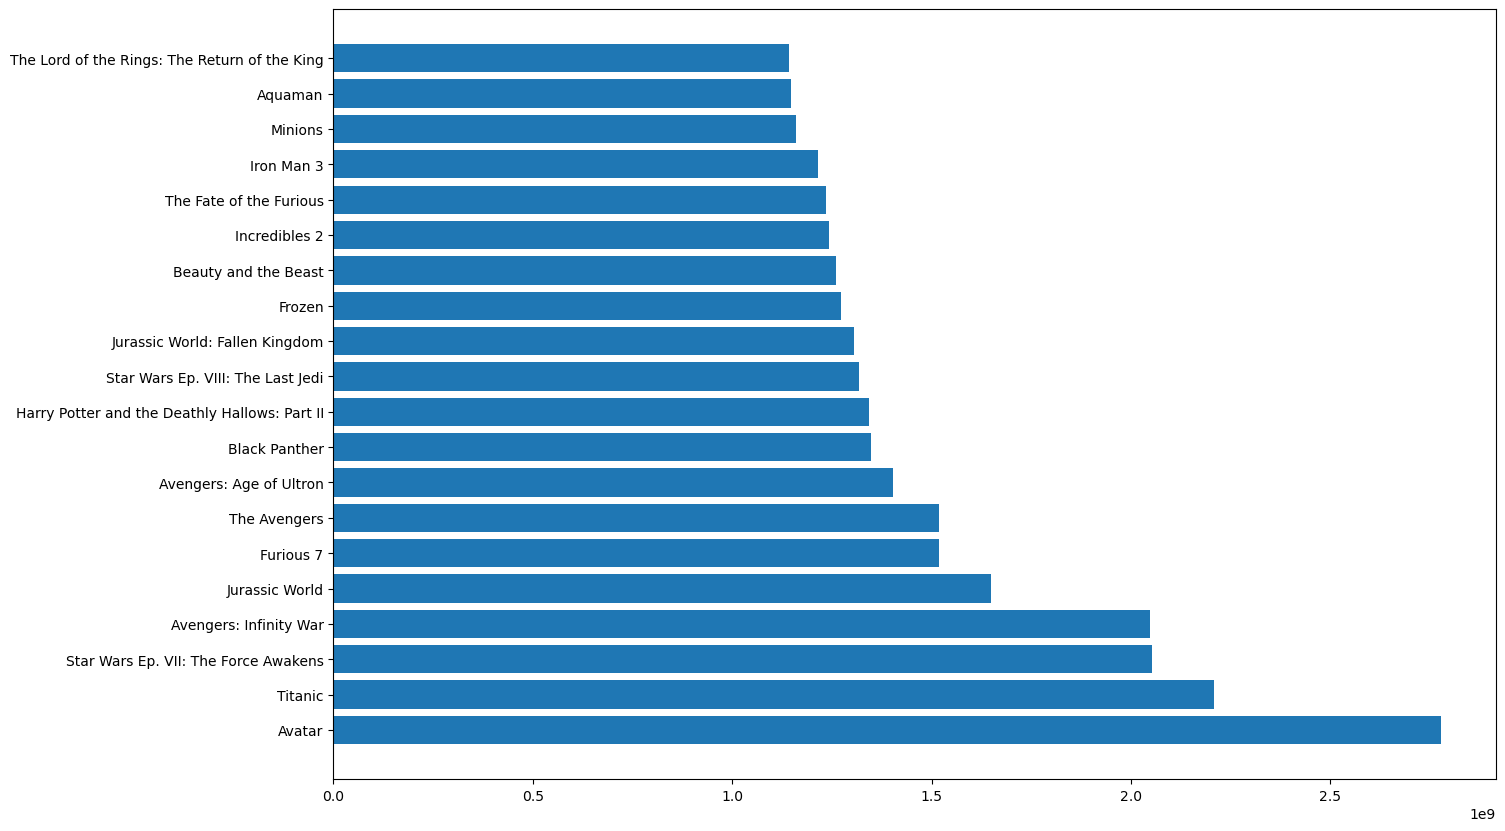 The Lord of the Rings: The Return of the King
Aquaman
Minions
Iron Man 3
The Fate of the Furious
Incredibles 2
Beauty and the Beast
Frozen
Jurassic World: Fallen Kingdom
Star Wars Ep. VIII: The Last Jedi
Harry Potter and the Deathly Hallows: Part II
Black Panther
Avengers: Age of Ultron
The Avengers
Furious 7
Jurassic World
Avengers: Infinity War
Star Wars Ep. VII: The Force Awakens
Titanic
Avatar
0.0 0.5 1.0 1.5 2.0 2.5
1e9